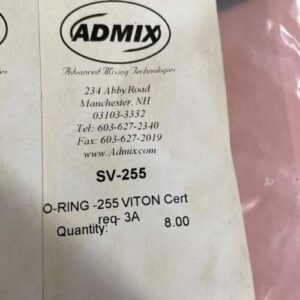 ADMIX
Advanced Mixing Technologies
234 Abby Road
Manchester, NH
03103-3332
Tel: 603-627-2340
Fax: 603-627-2019
www.Admix.com
SV-255
O-RING -255 VITON Cert
req- 3A
Quantity: 8.00